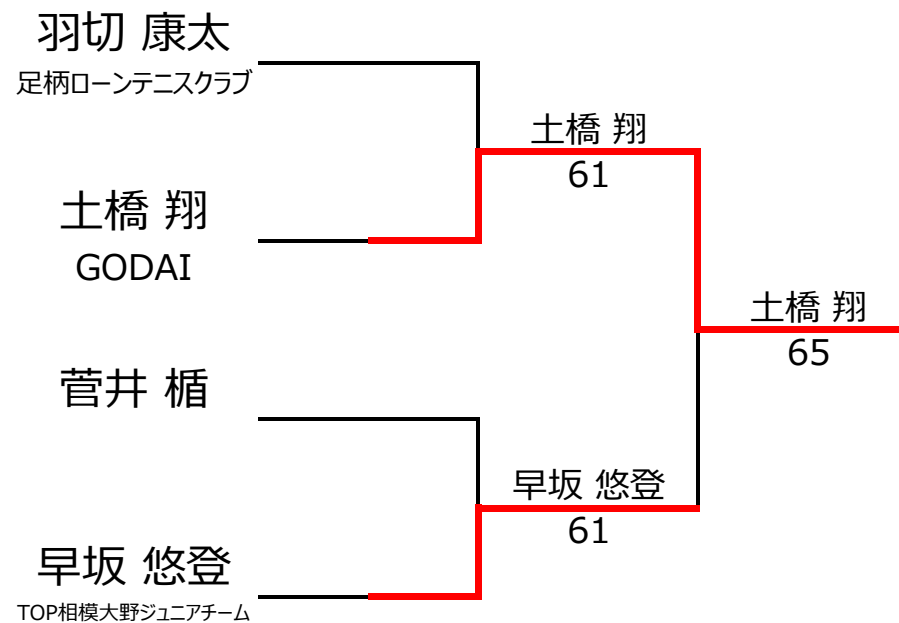 羽切 康太
足柄ローンテニスクラブ
土橋 翔
61
土橋 翔
GODAI
土橋 翔
65
菅井 楯
早坂 悠登
61
早坂 悠登
TOP相模大野ジュニアチーム